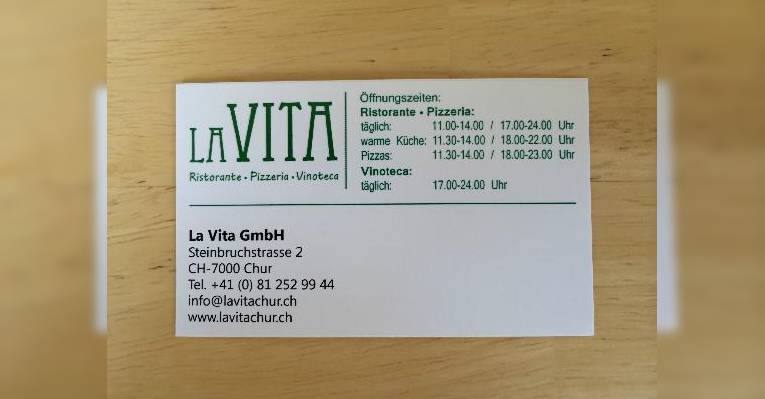 LA VITA
Ristorante • Pizzeria • Vinoteca
Öffnungszeiten:
Ristorante • Pizzeria:
täglich: 11.00-14.00 / 17.00-24.00 Uhr
warme Küche: 11.30-14.00 / 18.00-22.00 Uhr
Pizzas: 11.30-14.00 / 18.00-23.00 Uhr
Vinoteca:
täglich: 17.00-24.00 Uhr
La Vita GmbH
Steinbruchstrasse 2
CH-7000 Chur
Tel. +41 (0) 81 252 99 44
info@lavitachur.ch
www.lavitachur.ch